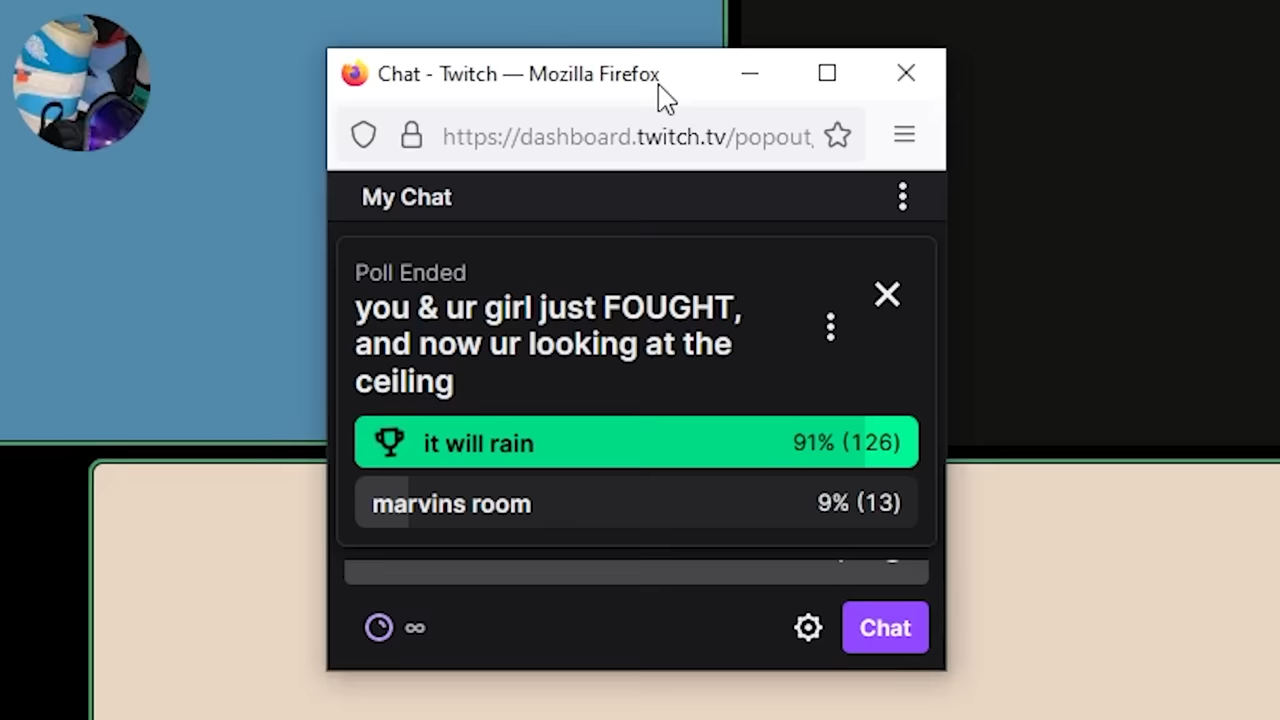 Chat - Twitch — Mozilla Firefox
https://dashboard.twitch.tv/popout
My Chat
Poll Ended
you & ur girl just FOUGHT,
and now ur looking at the
ceiling
it will rain 91% (126)
marvins room 9% (13)
∞ Chat